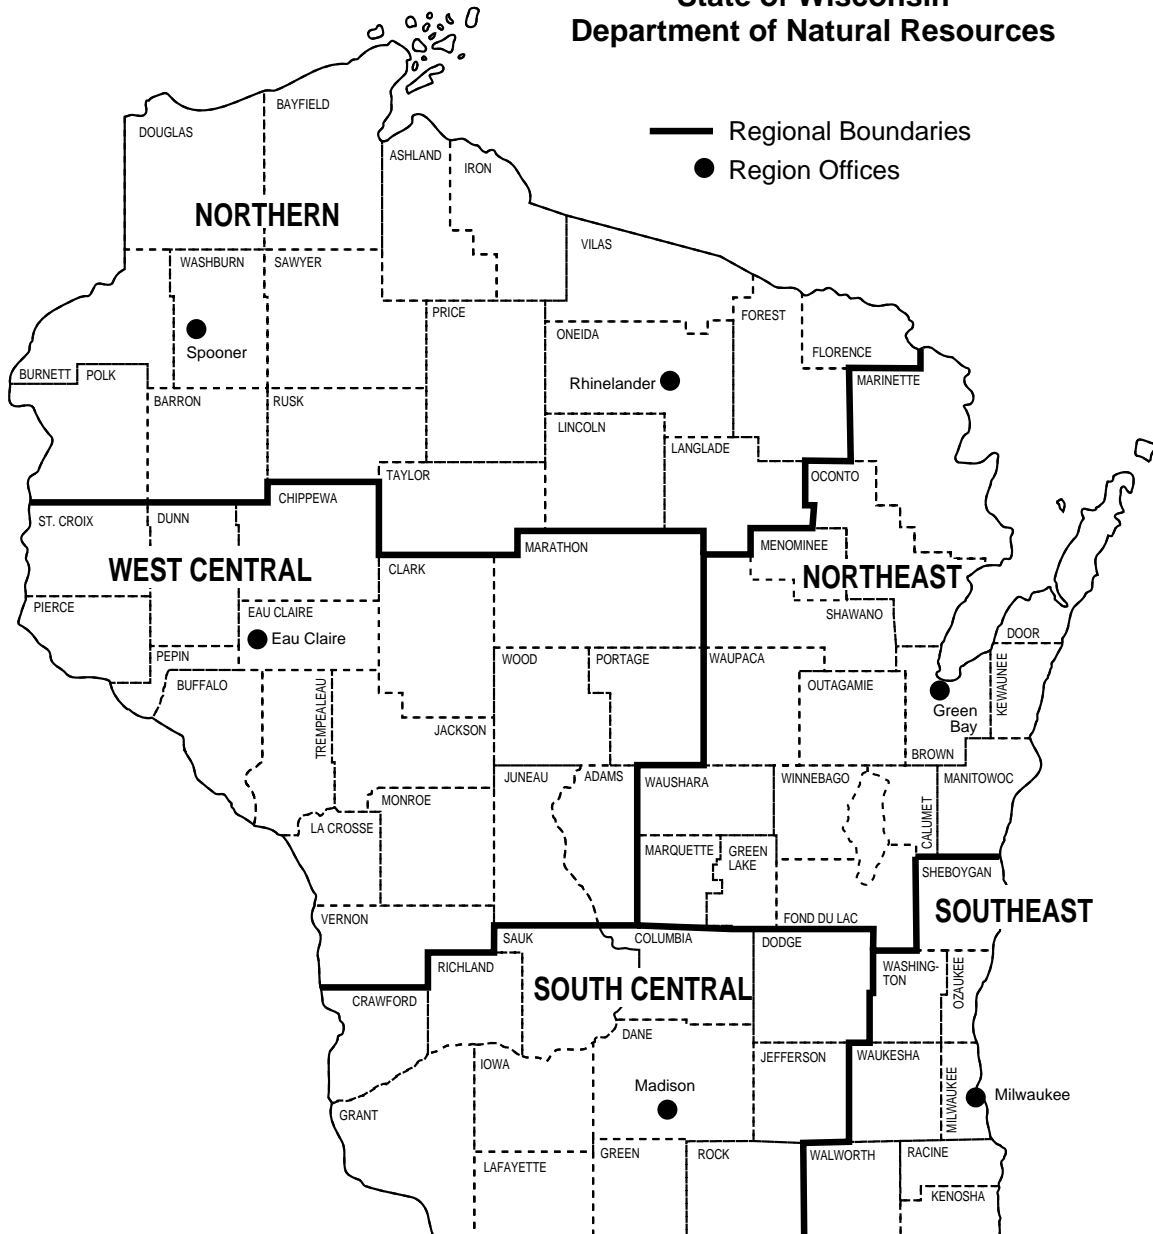 State of Wisconsin
Department of Natural Resources
Regional Boundaries
Region Offices
BAYFIELD
DOUGLAS
ASHLAND
IRON
NORTHERN
VILAS
WASHBURN
SAWYER
PRICE
FOREST
ONEIDA
Spooner
FLORENCE
BURNETT
POLK
Rhinelander
MARINETTE
BARRON
RUSK
LINCOLN
LANGLADE
TAYLOR
OCONTO
CHIPPEWA
ST. CROIX
DUNN
MARATHON
MENOMINEE
WEST CENTRAL
CLARK
NORTHEAST
PIERCE
EAU CLAIRE
SHAWANO
Eau Claire
DOOR
PEPIN
WOOD
PORTAGE
WAUPACA
BUFFALO
OUTAGAMIE
KEWAUNEE
TREMPEALEAU
Green
Bay
JACKSON
BROWN
JUNEAU
ADAMS
WAUSHARA
WINNEBAGO
MANITOWOC
MONROE
LA CROSSE
CALUMET
MARQUETTE
GREEN
LAKE
SHEBOYGAN
VERNON
FOND DU LAC
SOUTHEAST
SAUK
COLUMBIA
DODGE
RICHLAND
WASHING-
TON
OZAUKEE
SOUTH CENTRAL
CRAWFORD
DANE
IOWA
JEFFERSON
WAUKESHA
MILWAUKEE
Madison
Milwaukee
GRANT
LAFAYETTE
GREEN
ROCK
WALWORTH
RACINE
KENOSHA